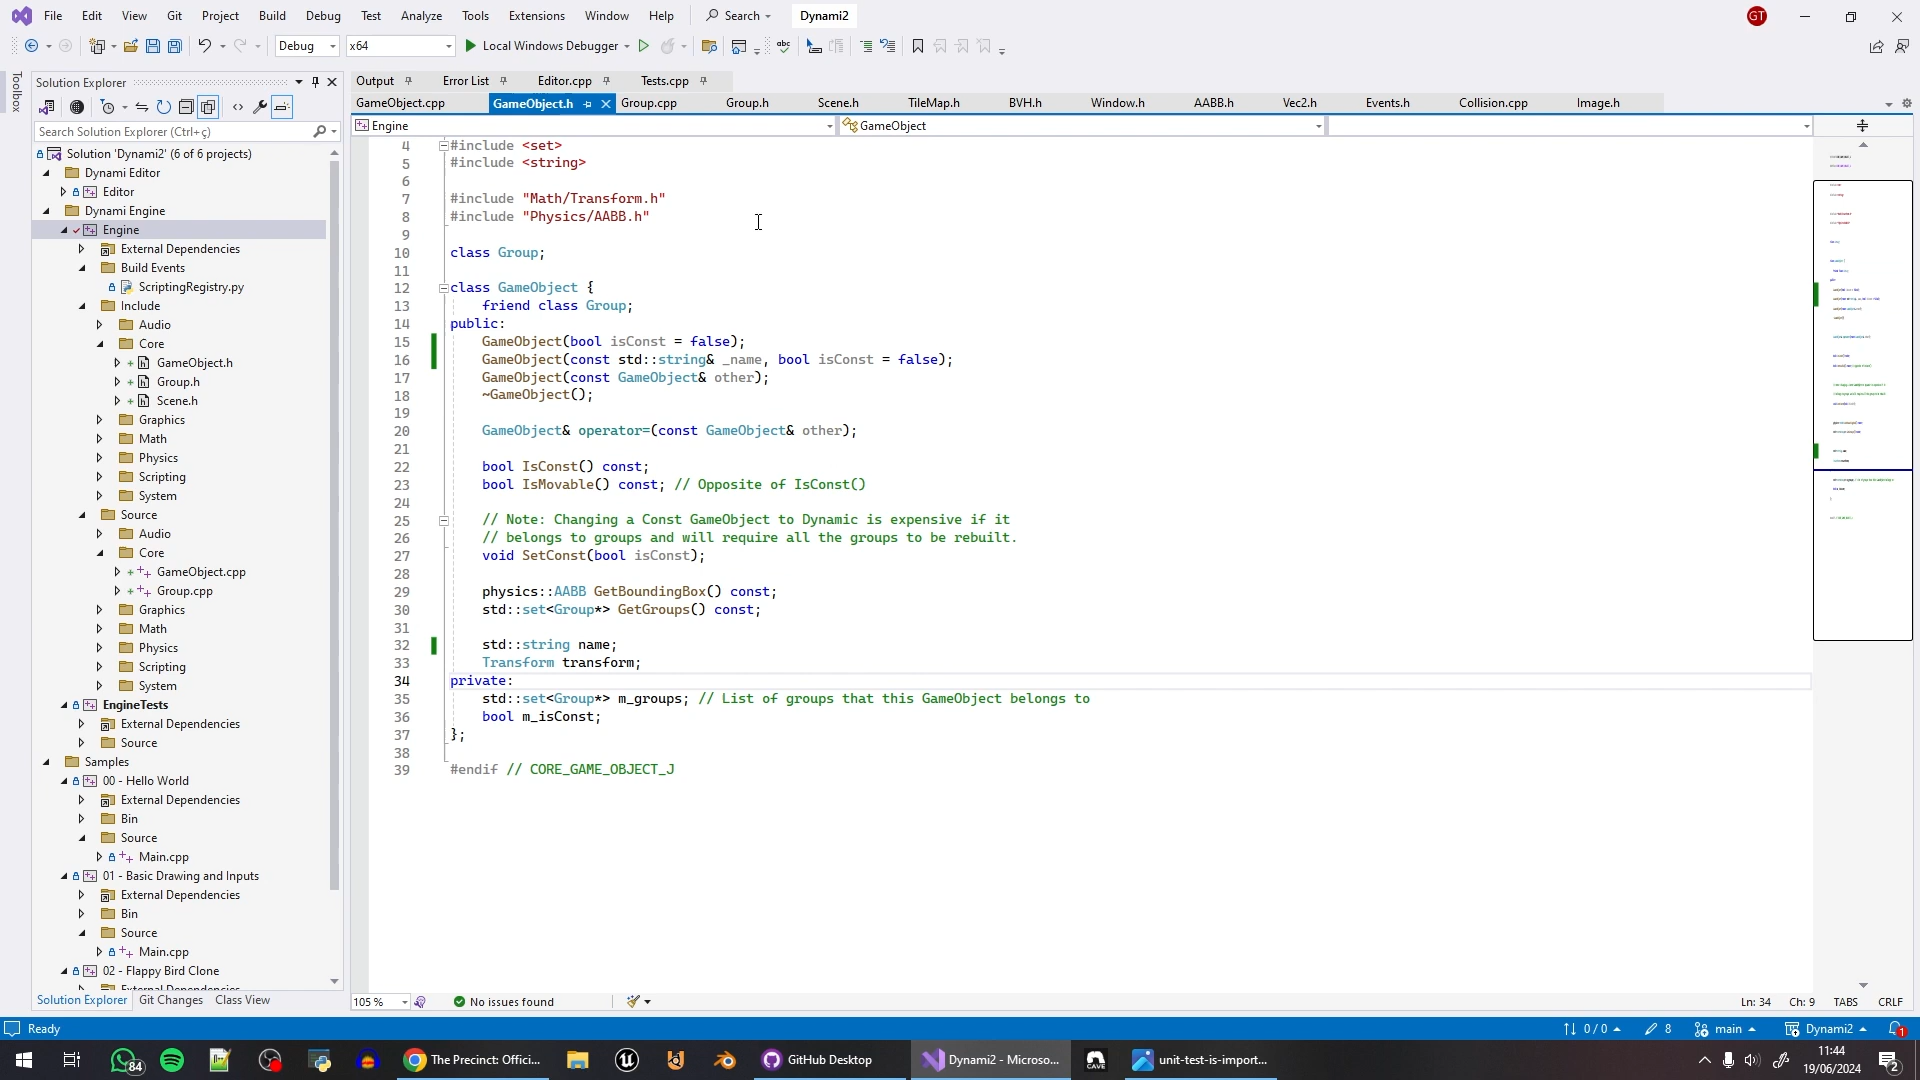 File Edit View Git Project Build Debug Test Analyze Tools Extensions Window Help Search Dynami2 GT
Debug x64 Local Windows Debugger
Toolbox
Solution Explorer
Output Error List Editor.cpp Tests.cpp
GameObject.cpp GameObject.h Group.cpp Group.h Scene.h TileMap.h BVH.h Window.h AABB.h Vec2.h Events.h Collision.cpp Image.h
Search Solution Explorer (Ctrl+ç)
Engine GameObject
Solution 'Dynami2' (6 of 6 projects)
Dynami Editor
Editor
Dynami Engine
Engine
External Dependencies
Build Events
ScriptingRegistry.py
Include
Audio
Core
GameObject.h
Group.h
Scene.h
Graphics
Math
Physics
Scripting
System
Source
Audio
Core
GameObject.cpp
Group.cpp
Graphics
Math
Physics
Scripting
System
EngineTests
External Dependencies
Source
Samples
00 - Hello World
External Dependencies
Bin
Source
Main.cpp
01 - Basic Drawing and Inputs
External Dependencies
Bin
Source
Main.cpp
02 - Flappy Bird Clone
External Dependencies
Solution Explorer Git Changes Class View
4 #include <set>
5 #include <string>
6
7 #include "Math/Transform.h"
8 #include "Physics/AABB.h"
9
10 class Group;
11
12 class GameObject {
13 friend class Group;
14 public:
15 GameObject(bool isConst = false);
16 GameObject(const std::string& _name, bool isConst = false);
17 GameObject(const GameObject& other);
18 ~GameObject();
19
20 GameObject& operator=(const GameObject& other);
21
22 bool IsConst() const;
23 bool IsMovable() const; // Opposite of IsConst()
24
25 // Note: Changing a Const GameObject to Dynamic is expensive if it
26 // belongs to groups and will require all the groups to be rebuilt.
27 void SetConst(bool isConst);
28
29 physics::AABB GetBoundingBox() const;
30 std::set<Group*> GetGroups() const;
31
32 std::string name;
33 Transform transform;
34 private:
35 std::set<Group*> m_groups; // List of groups that this GameObject belongs to
36 bool m_isConst;
37 };
38
39 #endif // CORE_GAME_OBJECT_J
105 % No issues found Ln: 34 Ch: 9 TABS CRLF
Ready 0 / 0 8 main Dynami2 1
84 The Precinct: Offici... GitHub Desktop Dynami2 - Microso... CAVE unit-test-is-import... 11:44
19/06/2024 2